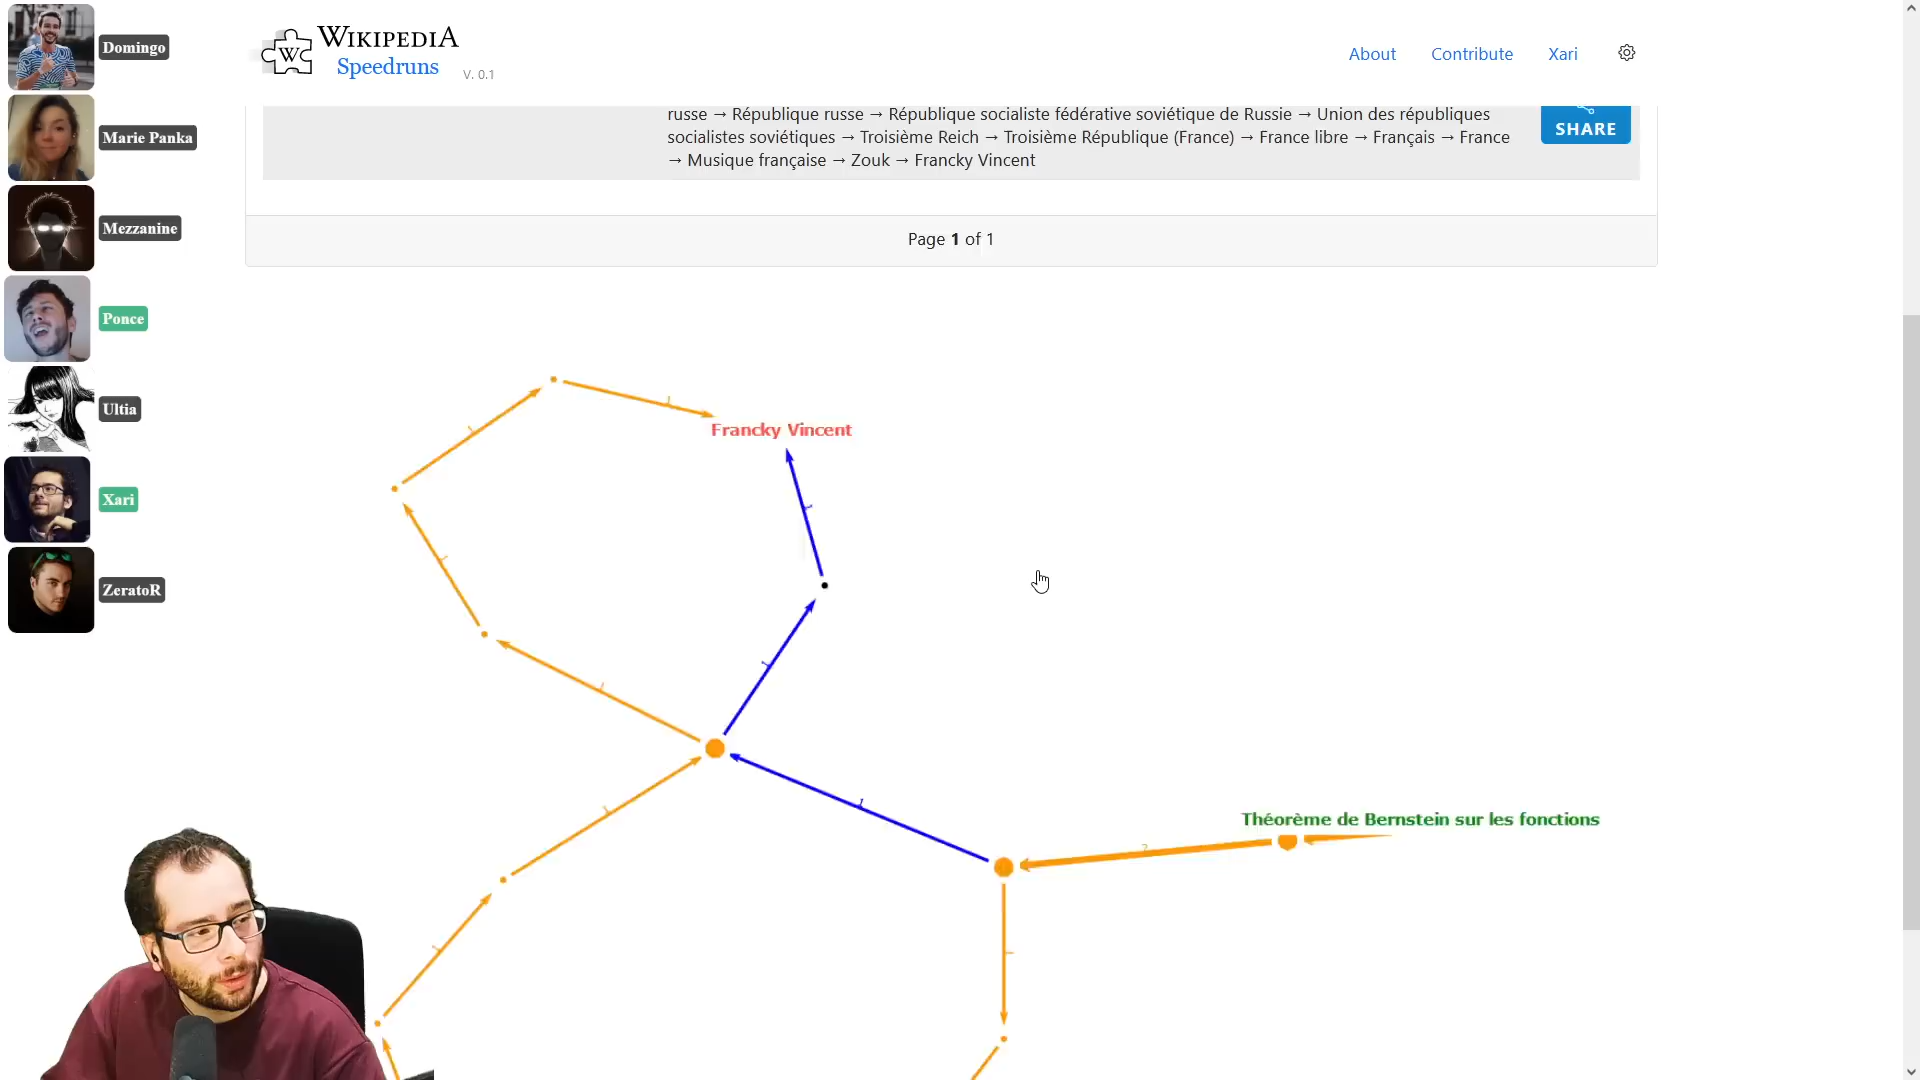 Domingo
Marie Panka
Mezzanine
Ponce
Ultia
Xari
ZeratoR
W
WIKIPEDIA
Speedruns
V. 0.1
About
Contribute
Xari
russe → République russe → République socialiste fédérative soviétique de Russie → Union des républiques
socialistes soviétiques → Troisième Reich → Troisième République (France) → France libre → Français → France
→ Musique française → Zouk → Francky Vincent
SHARE
Page 1 of 1
Francky Vincent
Théorème de Bernstein sur les fonctions